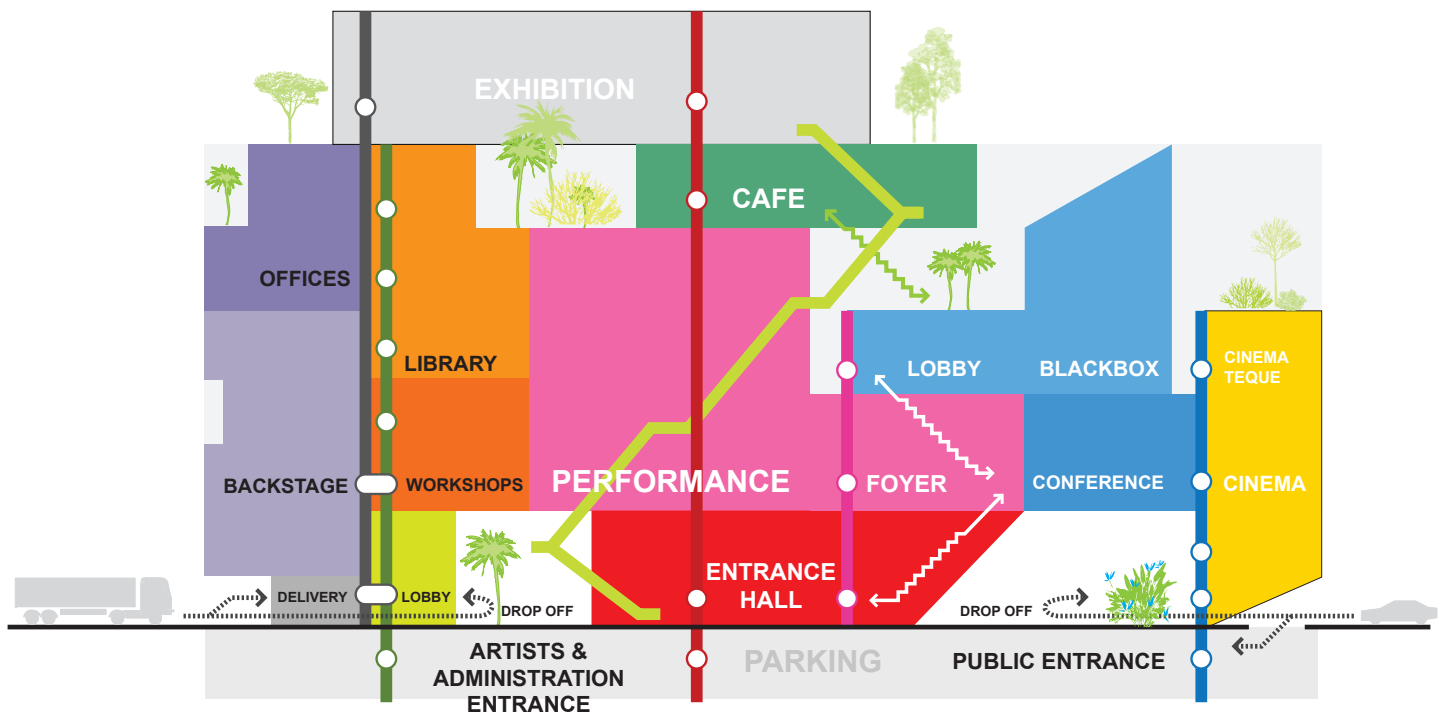 EXHIBITION
CAFE
OFFICES
LIBRARY
LOBBY
BLACKBOX
CINEMA
TEQUE
BACKSTAGE
WORKSHOPS
PERFORMANCE
FOYER
CONFERENCE
CINEMA
ENTRANCE
HALL
DELIVERY
LOBBY
DROP OFF
DROP OFF
ARTISTS &
ADMINISTRATION
ENTRANCE
PARKING
PUBLIC ENTRANCE